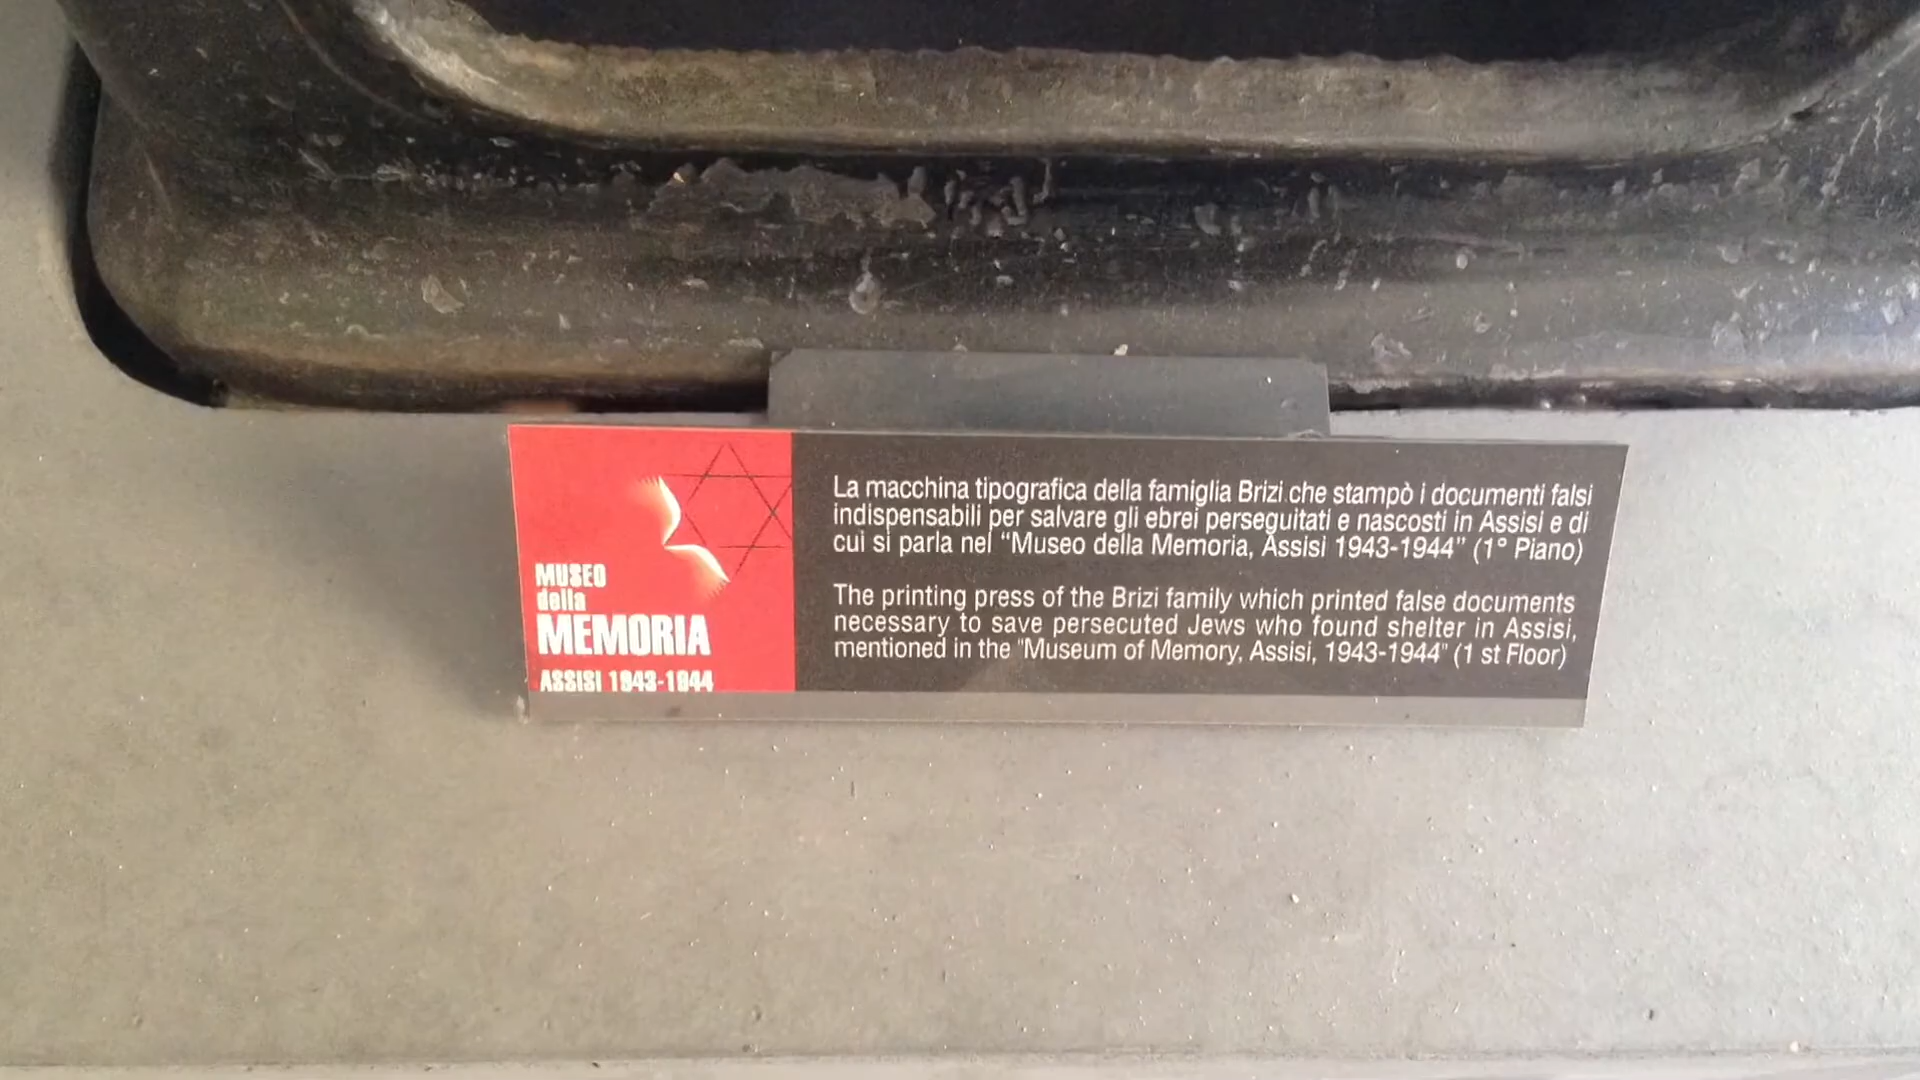 MUSEO
della
MEMORIA
ASSISI 1943-1944
La macchina tipografica della famiglia Brizi che stampò i documenti falsi
indispensabili per salvare gli ebrei perseguitati e nascosti in Assisi e di
cui si parla nel “Museo della Memoria, Assisi 1943-1944” (1° Piano)
The printing press of the Brizi family which printed false documents
necessary to save persecuted Jews who found shelter in Assisi,
mentioned in the "Museum of Memory, Assisi, 1943-1944" (1 st Floor)